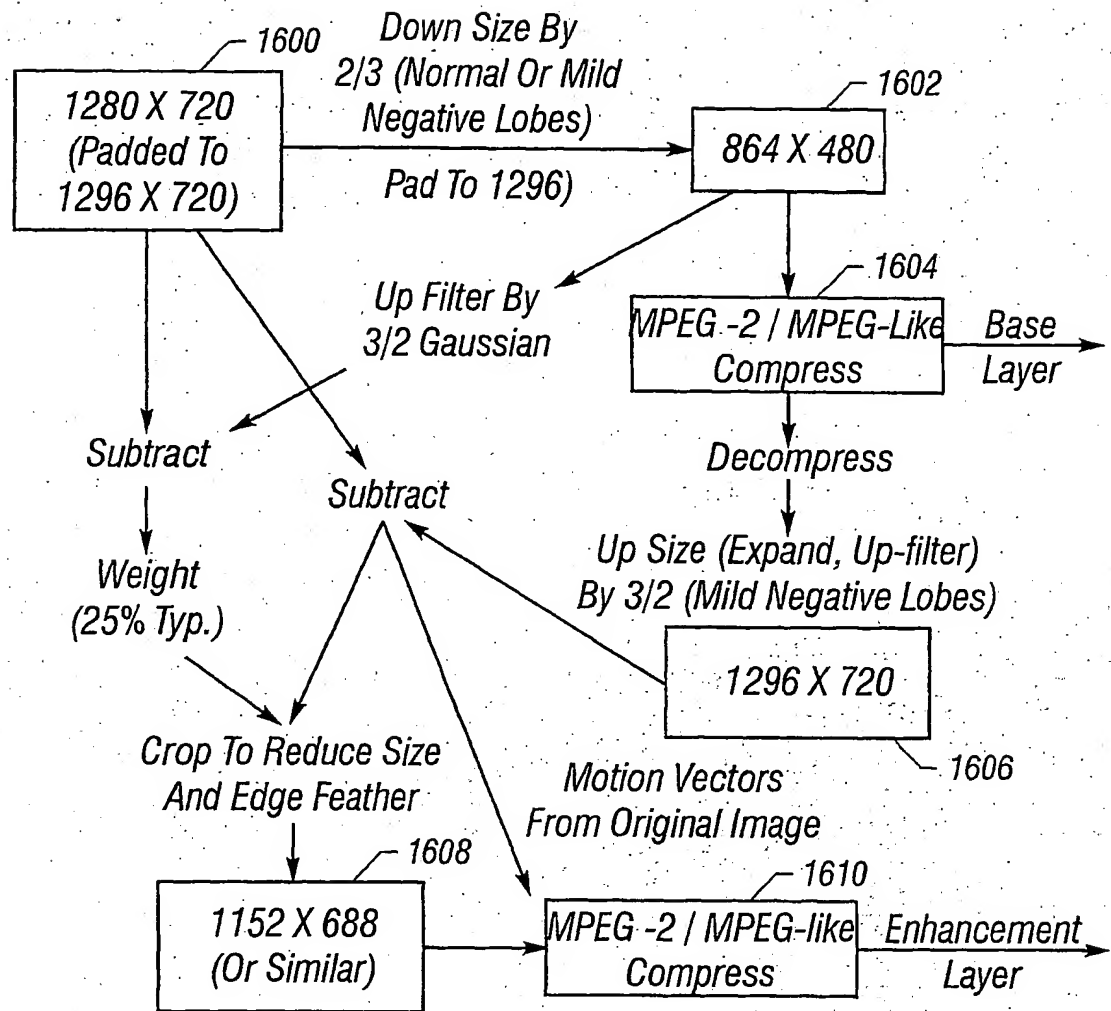 1600
1280 X 720
(Padded To
1296 X 720)
Down Size By
2/3 (Normal Or Mild
Negative Lobes)
Pad To 1296)
1602
864 X 480
Up Filter By
3/2 Gaussian
1604
MPEG -2 / MPEG-Like
Compress
Base
Layer
Subtract
Subtract
Decompress
Weight
(25% Typ.)
Up Size (Expand, Up-filter)
By 3/2 (Mild Negative Lobes)
1296 X 720
1606
Crop To Reduce Size
And Edge Feather
Motion Vectors
From Original Image
1608
1152 X 688
(Or Similar)
1610
MPEG -2 / MPEG-like
Compress
Enhancement
Layer